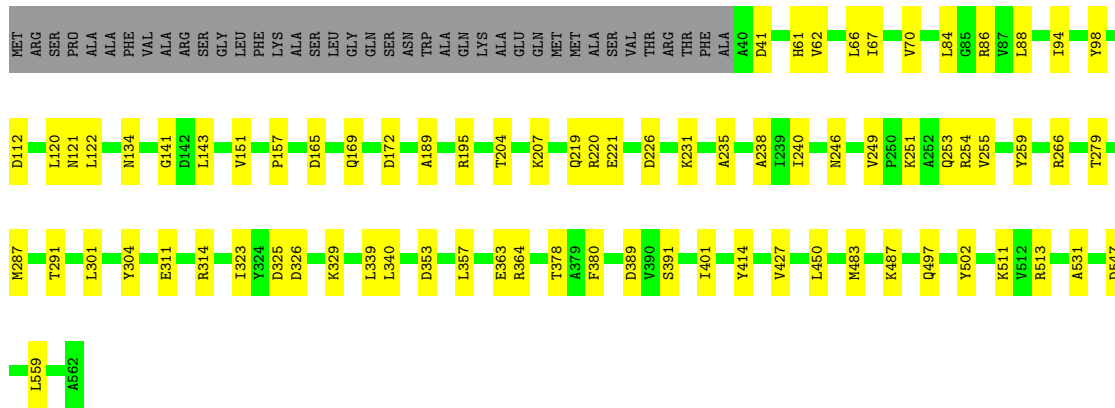 MET ARG SER PRO ALA ALA PHE VAL ALA ARG SER GLY LEU PHE LYS ALA SER LEU GLY GLN SER ASN TRP ALA GLN LYS ALA GLU GLN MET MET ALA SER VAL THR ARG THR PHE ALA A40 D41 H61 V62 L66 I67 V70 L84 G85 R86 V87 L88 I94 Y98
D112 L120 N121 L122 N134 G141 D142 L143 V151 P157 D165 Q169 D172 A189 R195 T204 K207 Q219 R220 E221 D226 K231 A235 A238 I239 I240 N246 V249 P250 K251 A252 Q253 R254 V255 Y259 R266 T279
M287 T291 L301 Y304 E311 R314 I323 Y324 D325 D326 K329 L339 L340 D353 L357 E363 R364 T378 A379 F380 D389 V390 S391 I401 Y414 V427 L450 M483 K487 Q497 Y502 K511 V512 R513 A531
L559 A562